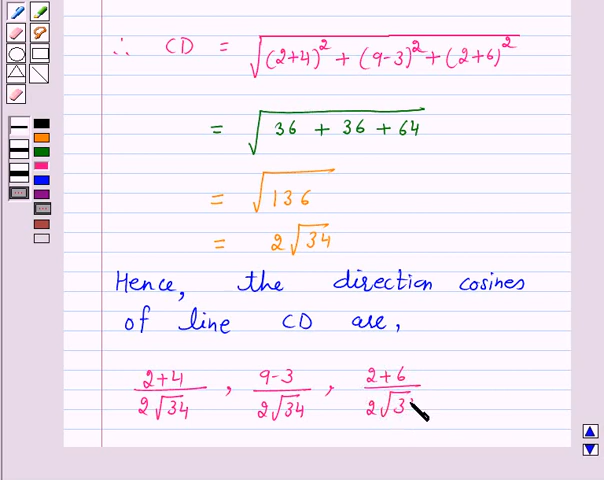 ∴ CD = √((2+4)² + (9-3)² + (2+6)²)
= √(36 + 36 + 64)
= √136
= 2√34
Hence, the direction cosines
of line CD are,
(2+4)/(2√34) , (9-3)/(2√34) , (2+6)/(2√3